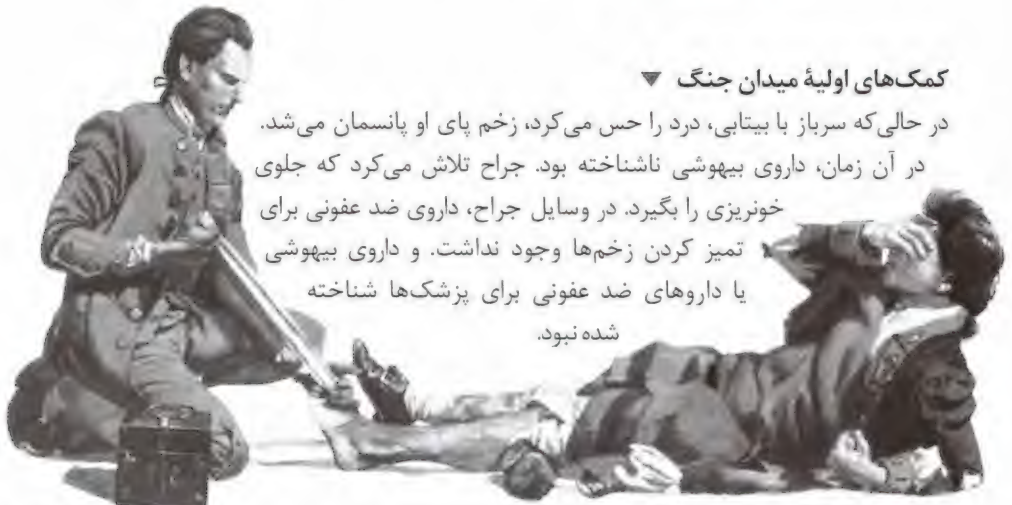 کمک‌های اولیهٔ میدان جنگ ▼
در حالی‌که سرباز با بیتابی، درد را حس می‌کرد، زخم پای او پانسمان می‌شد.
در آن زمان، داروی بیهوشی ناشناخته بود. جراح تلاش می‌کرد که جلوی
خونریزی را بگیرد. در وسایل جراح، داروی ضد عفونی برای
تمیز کردن زخم‌ها وجود نداشت. و داروی بیهوشی
یا داروهای ضد عفونی برای پزشک‌ها شناخته
شده نبود.